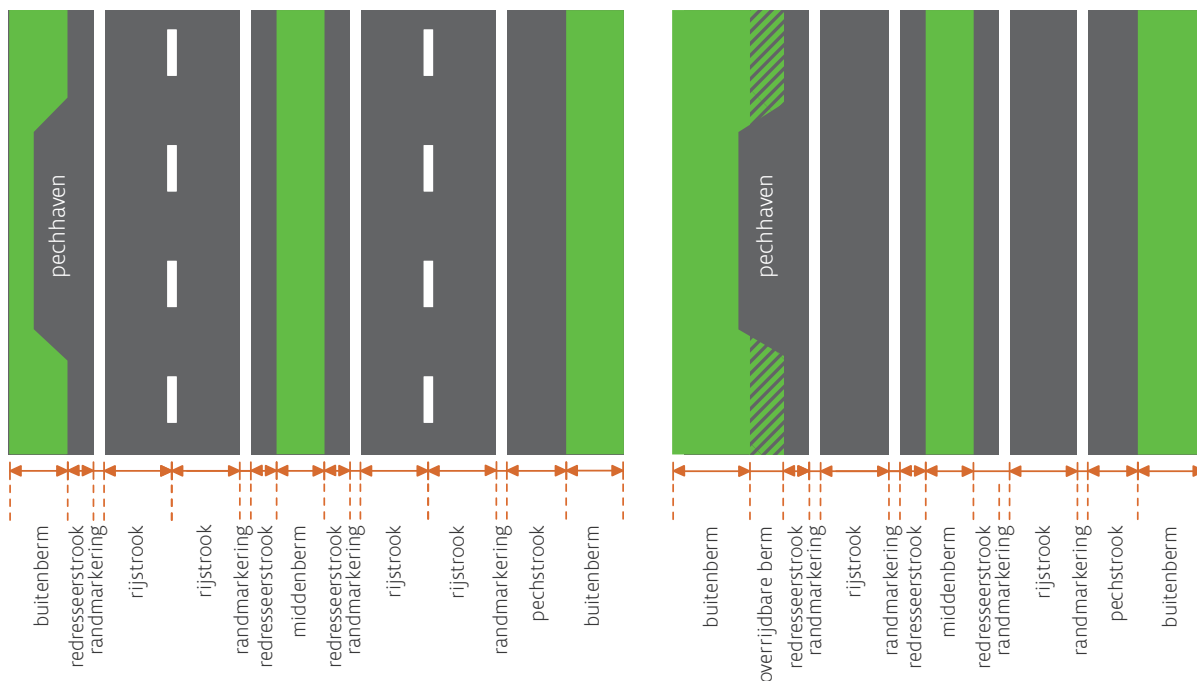 pechhaven
pechhaven
buitenberm
redresseerstrook
randmarkering
rijstrook
rijstrook
randmarkering
redresseerstrook
middenberm
redresseerstrook
randmarkering
rijstrook
rijstrook
randmarkering
pechstrook
buitenberm
buitenberm
overrijdbare berm
redresseerstrook
randmarkering
rijstrook
randmarkering
redresseerstrook
middenberm
redresseerstrook
randmarkering
rijstrook
randmarkering
pechstrook
buitenberm